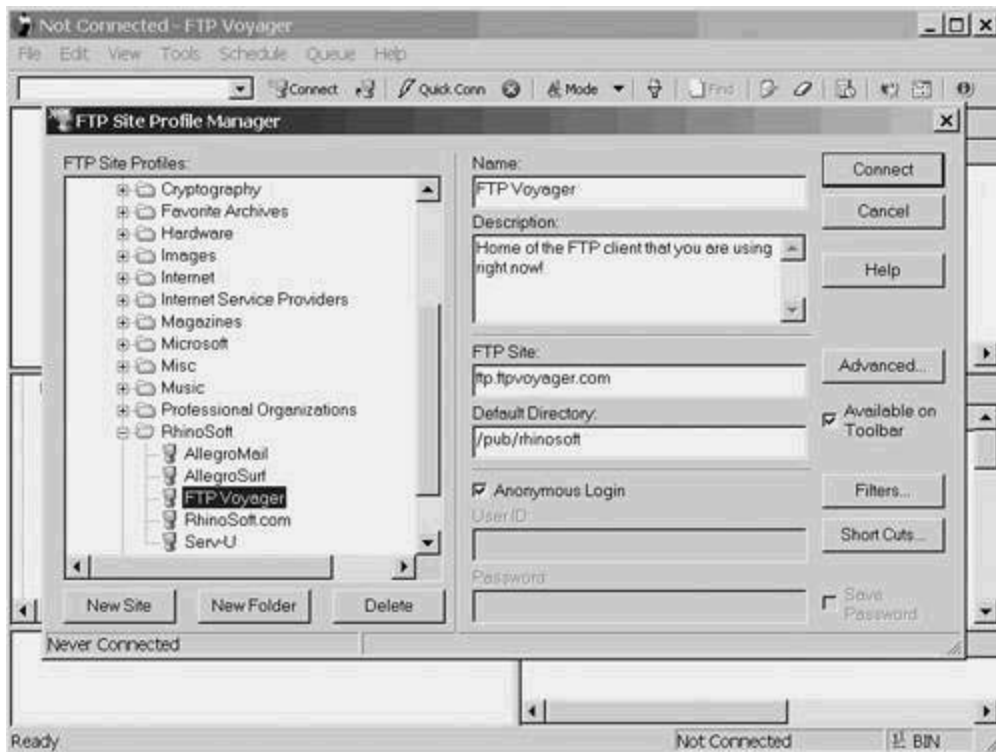 Not Connected - FTP Voyager
File Edit View Tools Schedule Queue Help
Connect Quick Conn Mode Find
FTP Site Profile Manager
FTP Site Profiles:
Cryptography
Favorite Archives
Hardware
Images
Internet
Internet Service Providers
Magazines
Microsoft
Misc
Music
Professional Organizations
RhinoSoft
AllegroMail
AllegroSurf
FTP Voyager
RhinoSoft.com
Serv-U
New Site New Folder Delete
Name:
FTP Voyager
Description:
Home of the FTP client that you are using
right now!
FTP Site:
ftp.ftpvoyager.com
Default Directory:
/pub/rhinosoft
Anonymous Login
User ID:
Password:
Connect
Cancel
Help
Advanced...
Available on
Toolbar
Filters...
Short Cuts...
Save
Password
Never Connected
Ready Not Connected BIN